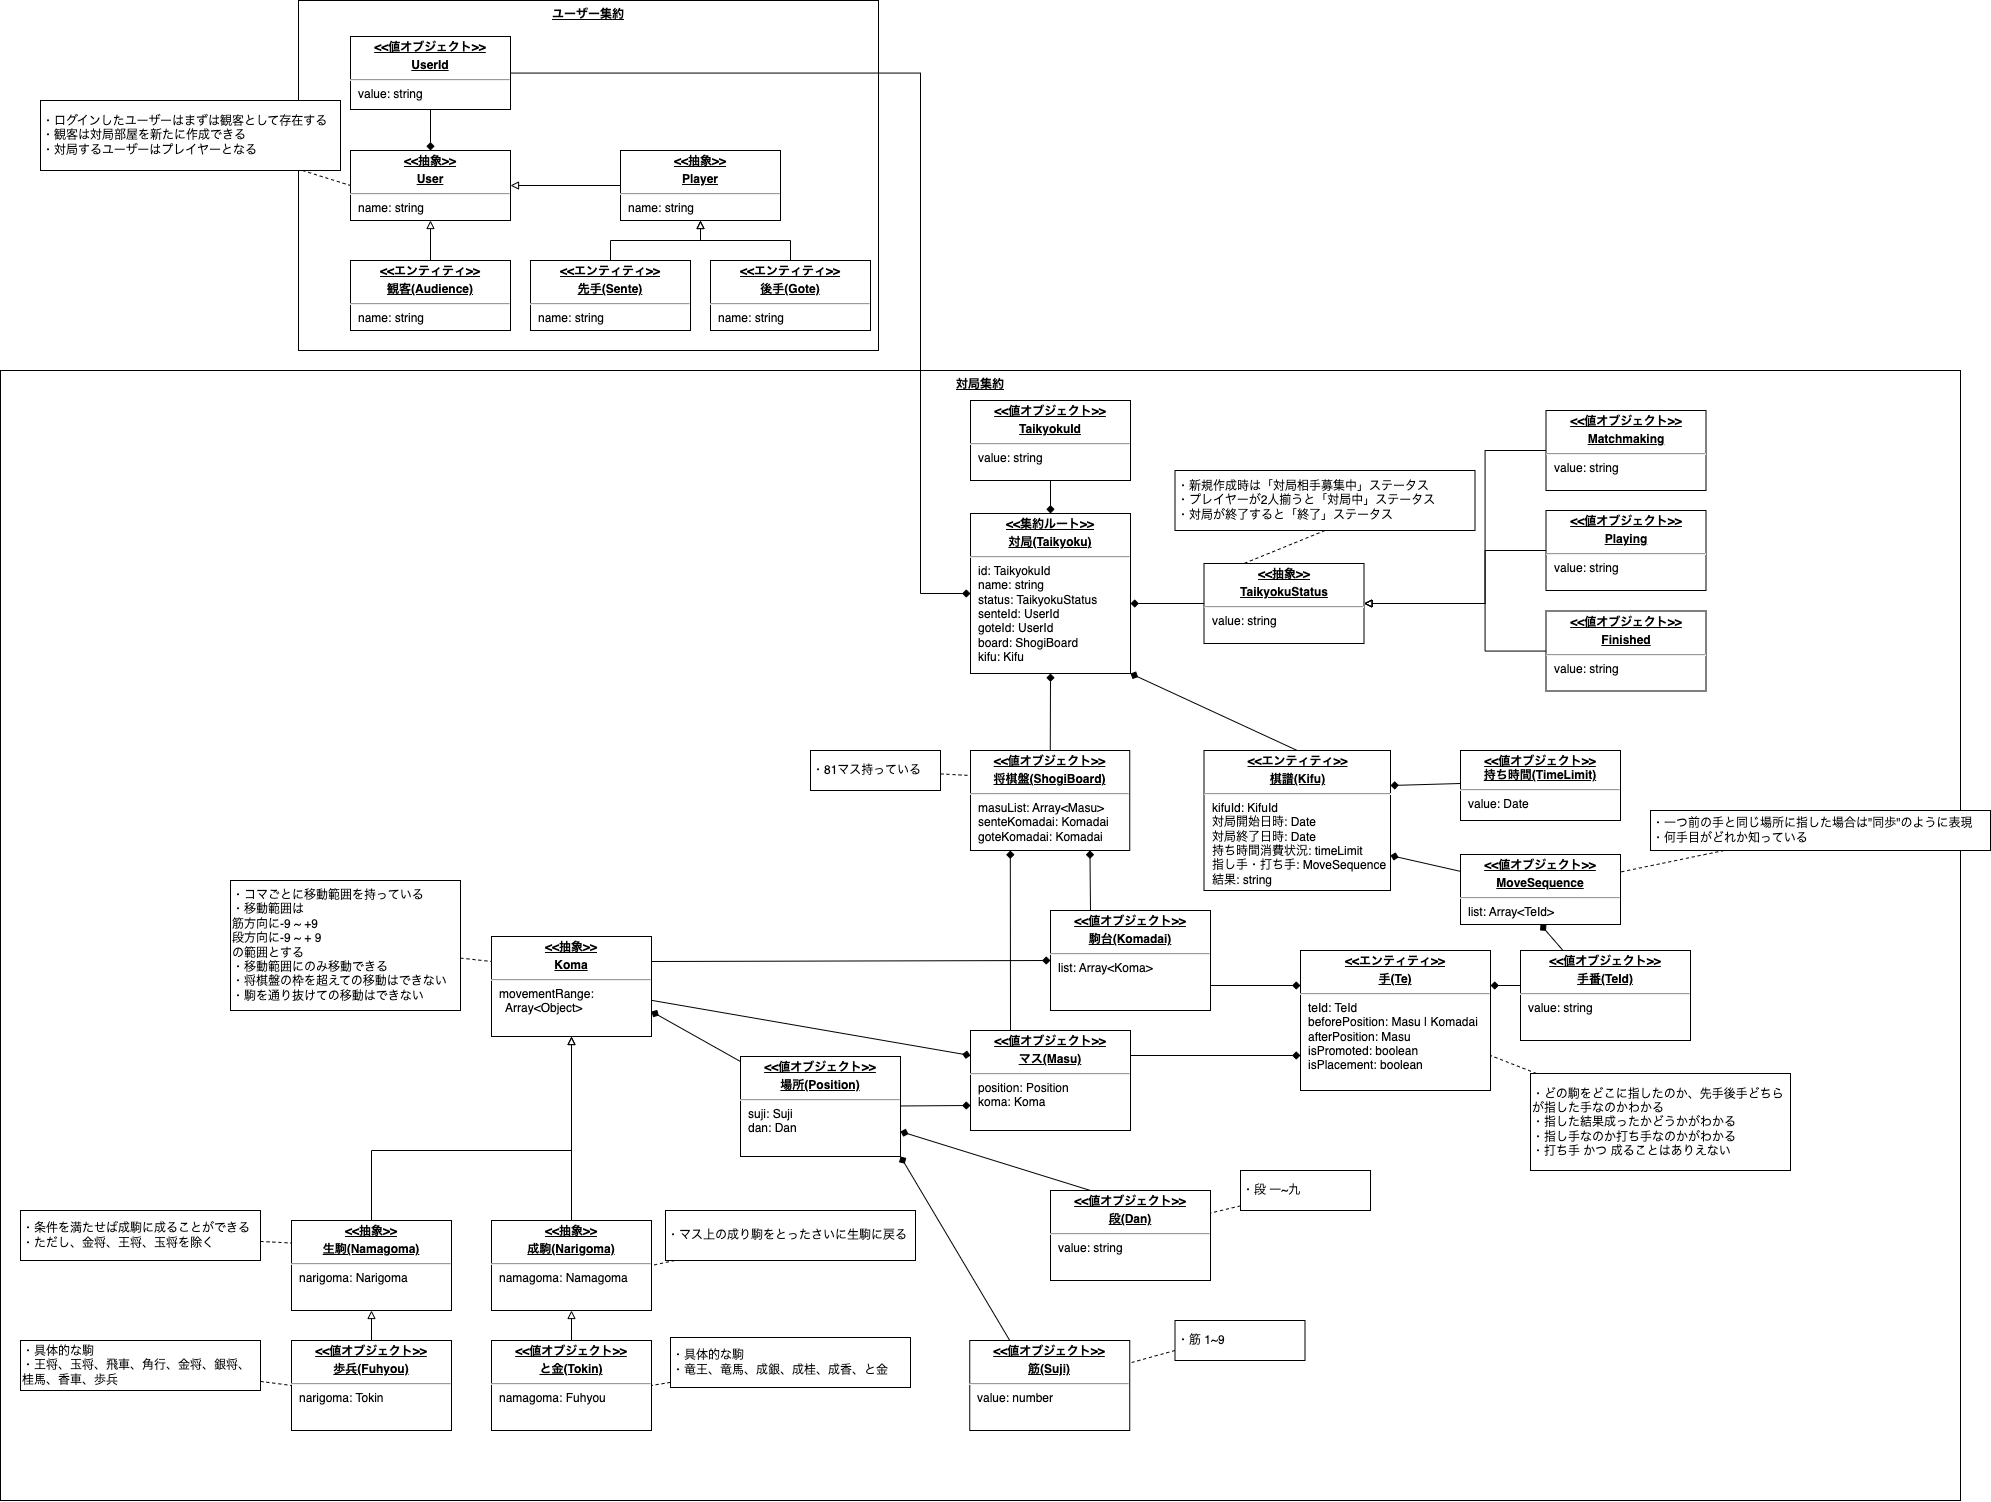 ユーザー集約
<<値オブジェクト>>
UserId
value: string
・ログインしたユーザーはまずは観客として存在する
・観客は対局部屋を新たに作成できる
・対局するユーザーはプレイヤーとなる
<<抽象>>
User
name: string
<<抽象>>
Player
name: string
<<エンティティ>>
観客(Audience)
name: string
<<エンティティ>>
先手(Sente)
name: string
<<エンティティ>>
後手(Gote)
name: string
対局集約
<<値オブジェクト>>
TaikyokuId
value: string
<<値オブジェクト>>
Matchmaking
value: string
・新規作成時は「対局相手募集中」ステータス
・プレイヤーが2人揃うと「対局中」ステータス
・対局が終了すると「終了」ステータス
<<集約ルート>>
対局(Taikyoku)
id: TaikyokuId
name: string
status: TaikyokuStatus
senteId: UserId
goteId: UserId
board: ShogiBoard
kifu: Kifu
<<抽象>>
TaikyokuStatus
value: string
<<値オブジェクト>>
Playing
value: string
<<値オブジェクト>>
Finished
value: string
・81マス持っている
<<値オブジェクト>>
将棋盤(ShogiBoard)
masuList: Array<Masu>
senteKomadai: Komadai
goteKomadai: Komadai
<<エンティティ>>
棋譜(Kifu)
kifuId: KifuId
対局開始日時: Date
対局終了日時: Date
持ち時間消費状況: timeLimit
指し手・打ち手: MoveSequence
結果: string
<<値オブジェクト>>
持ち時間(TimeLimit)
value: Date
・一つ前の手と同じ場所に指した場合は"同歩"のように表現
・何手目がどれか知っている
<<値オブジェクト>>
MoveSequence
list: Array<TeId>
・コマごとに移動範囲を持っている
・移動範囲は
筋方向に-9～+9
段方向に-9～+ 9
の範囲とする
・移動範囲にのみ移動できる
・将棋盤の枠を超えての移動はできない
・駒を通り抜けての移動はできない
<<抽象>>
Koma
movementRange:
Array<Object>
<<値オブジェクト>>
駒台(Komadai)
list: Array<Koma>
<<エンティティ>>
手(Te)
teId: TeId
beforePosition: Masu | Komadai
afterPosition: Masu
isPromoted: boolean
isPlacement: boolean
<<値オブジェクト>>
手番(TeId)
value: string
<<値オブジェクト>>
マス(Masu)
position: Position
koma: Koma
<<値オブジェクト>>
場所(Position)
suji: Suji
dan: Dan
・どの駒をどこに指したのか、先手後手どちら
が指した手なのかわかる
・指した結果成ったかどうかがわかる
・指し手なのか打ち手なのかがわかる
・打ち手 かつ 成ることはありえない
<<値オブジェクト>>
段(Dan)
value: string
・段 一~九
・条件を満たせば成駒に成ることができる
・ただし、金将、王将、玉将を除く
<<抽象>>
生駒(Namagoma)
narigoma: Narigoma
<<抽象>>
成駒(Narigoma)
namagoma: Namagoma
・マス上の成り駒をとったさいに生駒に戻る
・具体的な駒
・王将、玉将、飛車、角行、金将、銀将、
桂馬、香車、歩兵
<<値オブジェクト>>
歩兵(Fuhyou)
narigoma: Tokin
<<値オブジェクト>>
と金(Tokin)
namagoma: Fuhyou
・具体的な駒
・竜王、竜馬、成銀、成桂、成香、と金
<<値オブジェクト>>
筋(Suji)
value: number
・筋 1~9